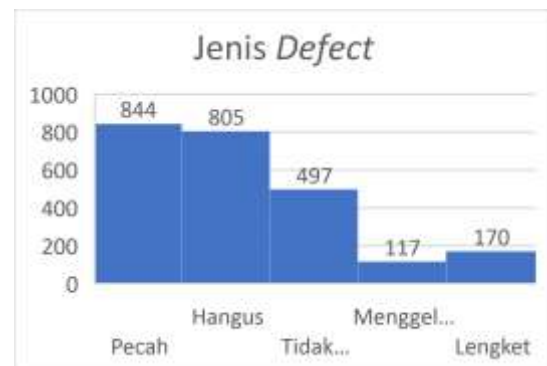 Jenis Defect
1000
844
805
800
600
497
400
200
117
170
0
Hangus
Menggel...
Pecah
Tidak...
Lengket